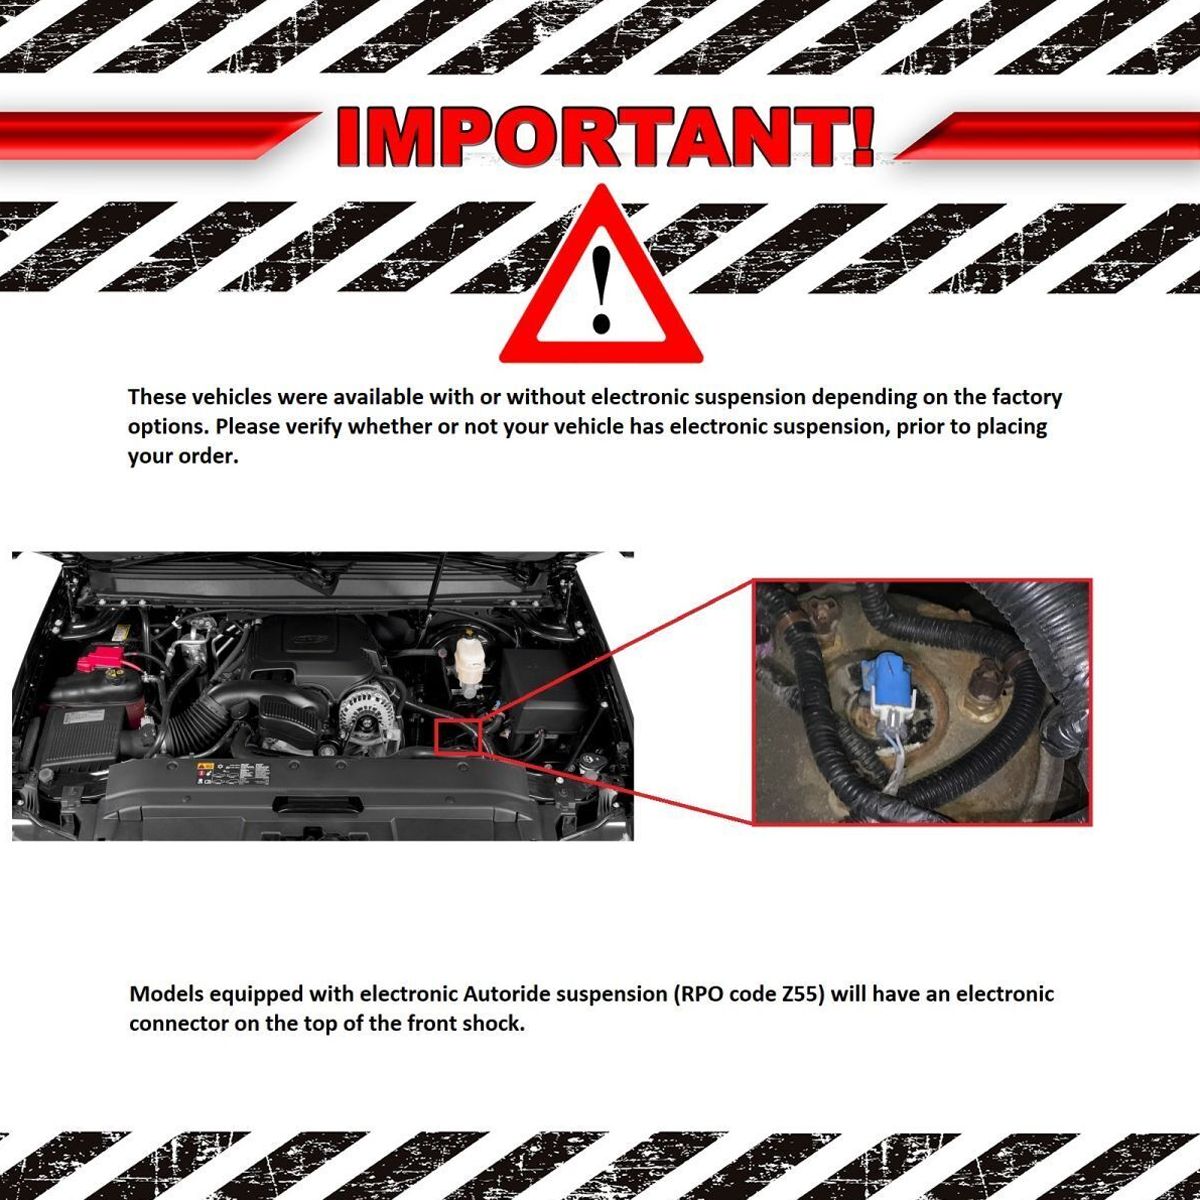 IMPORTANT!
These vehicles were available with or without electronic suspension depending on the factory
options. Please verify whether or not your vehicle has electronic suspension, prior to placing
your order.
Models equipped with electronic Autoride suspension (RPO code Z55) will have an electronic
connector on the top of the front shock.